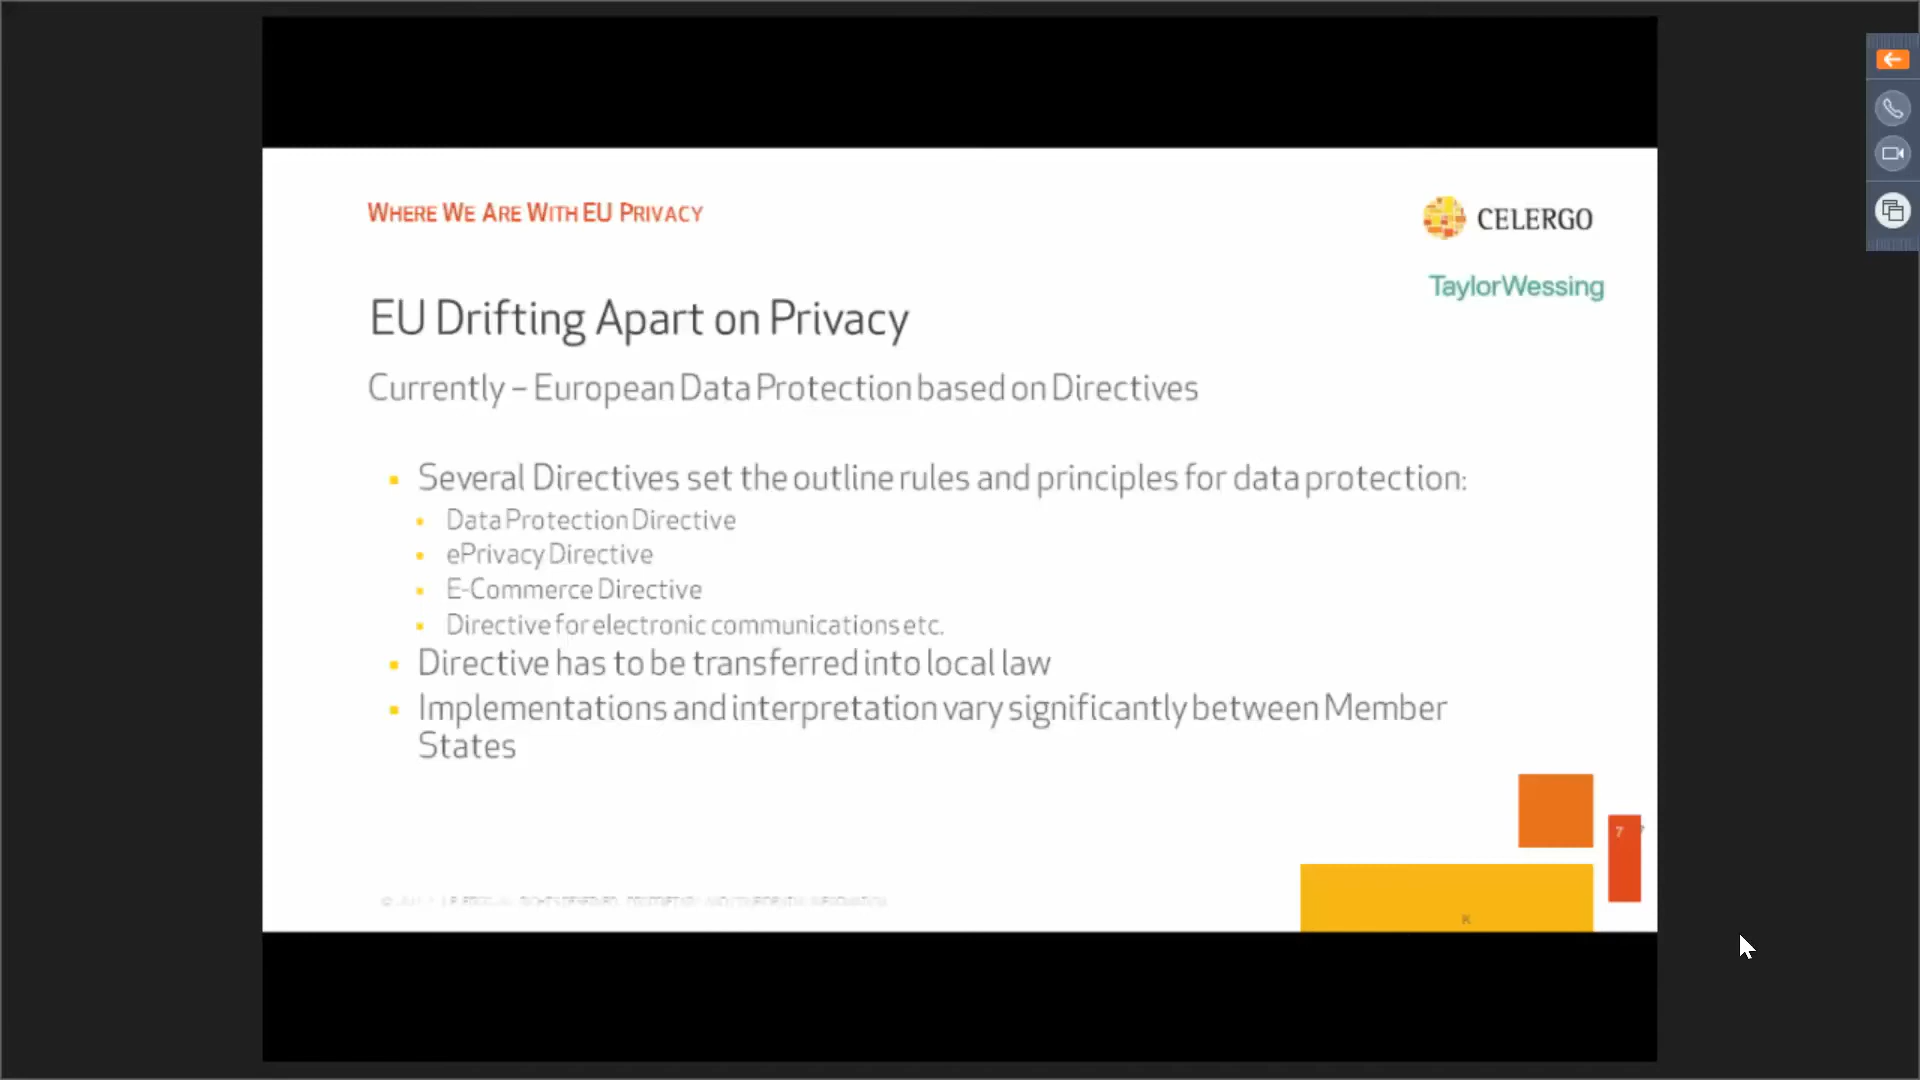 WHERE WE ARE WITH EU PRIVACY
CELERGO
TaylorWessing
EU Drifting Apart on Privacy
Currently – European Data Protection based on Directives
Several Directives set the outline rules and principles for data protection:
Data Protection Directive
ePrivacy Directive
E-Commerce Directive
Directive for electronic communications etc.
Directive has to be transferred into local law
Implementations and interpretation vary significantly between Member
States
7
K